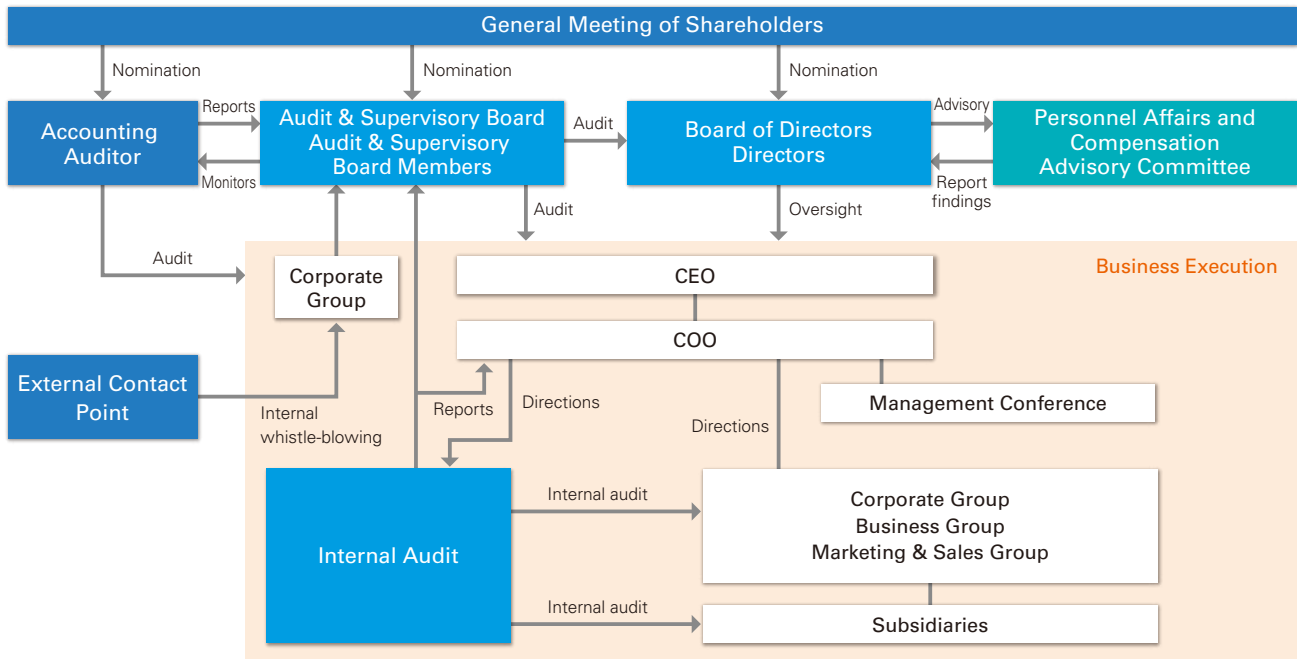 General Meeting of Shareholders
Nomination
Nomination
Nomination
Accounting
Auditor
Reports
Monitors
Audit & Supervisory Board
Audit & Supervisory
Board Members
Audit
Board of Directors
Directors
Advisory
Report
findings
Personnel Affairs and
Compensation
Advisory Committee
Audit
Audit
Oversight
Business Execution
Corporate
Group
CEO
COO
External Contact
Point
Internal
whistle-blowing
Reports
Directions
Directions
Management Conference
Internal Audit
Internal audit
Corporate Group
Business Group
Marketing & Sales Group
Internal audit
Subsidiaries